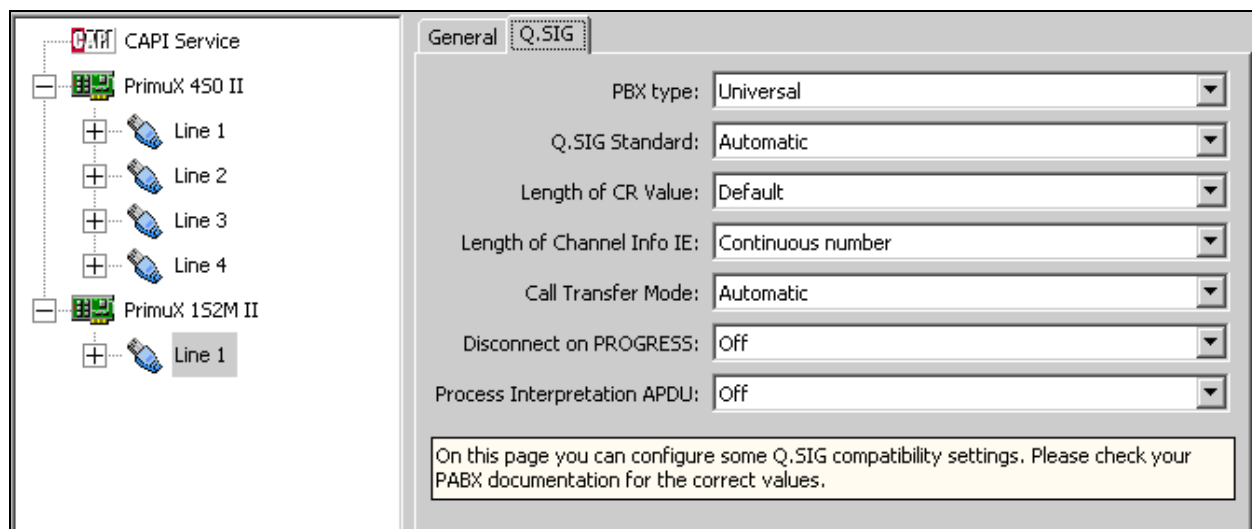 CAPI CAPI Service
PrimuX 4S0 II
Line 1
Line 2
Line 3
Line 4
PrimuX 1S2M II
Line 1
General Q.SIG
PBX type: Universal
Q.SIG Standard: Automatic
Length of CR Value: Default
Length of Channel Info IE: Continuous number
Call Transfer Mode: Automatic
Disconnect on PROGRESS: Off
Process Interpretation APDU: Off
On this page you can configure some Q.SIG compatibility settings. Please check your
PABX documentation for the correct values.